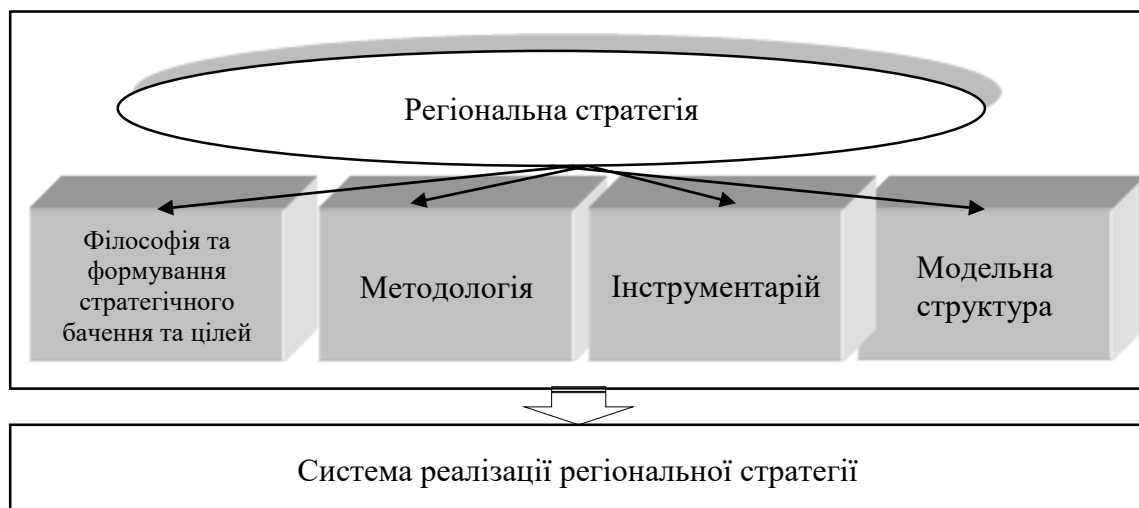 Регіональна стратегія
Філософія та
формування
стратегічного
бачення та цілей
Методологія
Інструментарій
Модельна
структура
Система реалізації регіональної стратегії